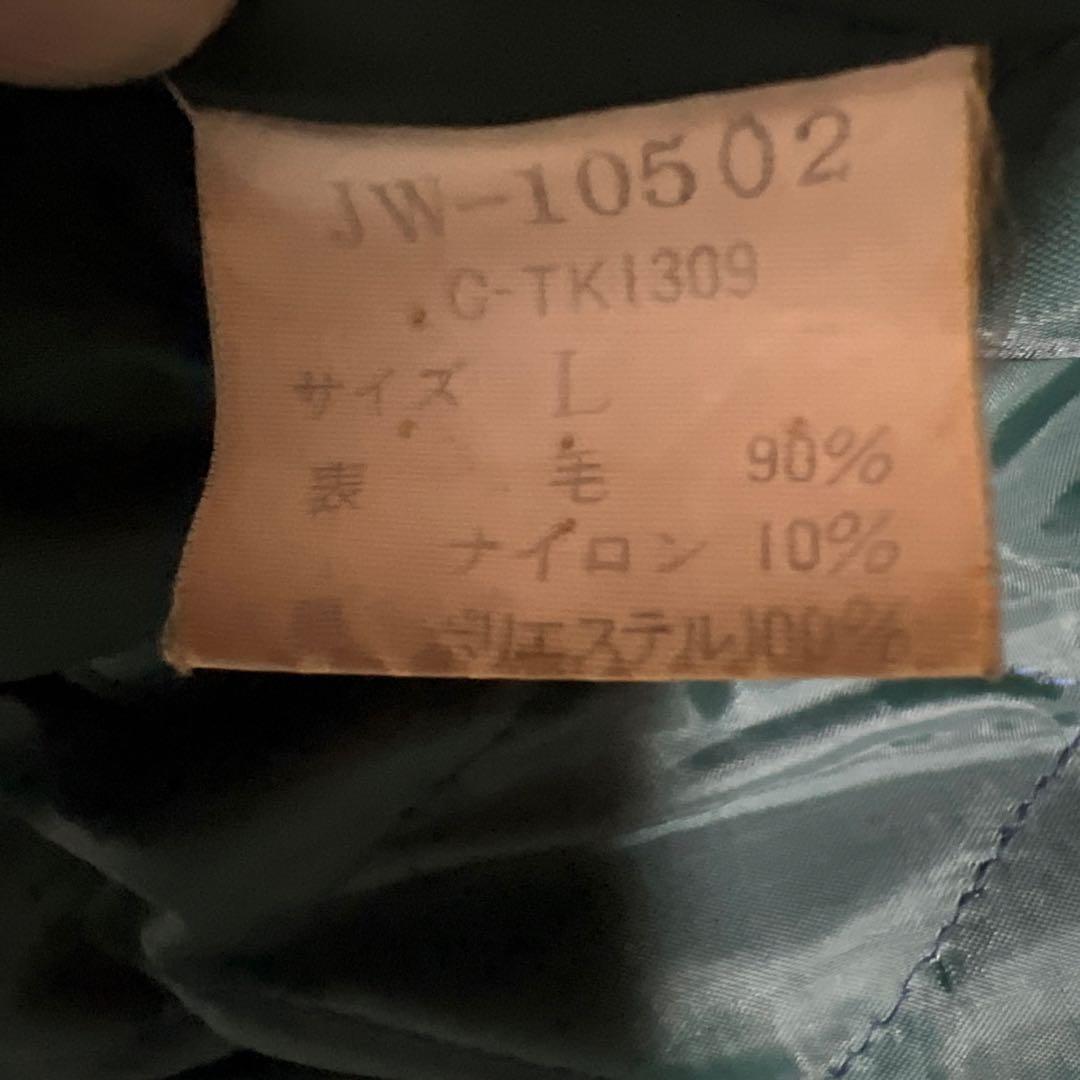 JW-10502
C-TK1309
サイズ L
表 毛 90%
ナイロン 10%
ポリエステル100%